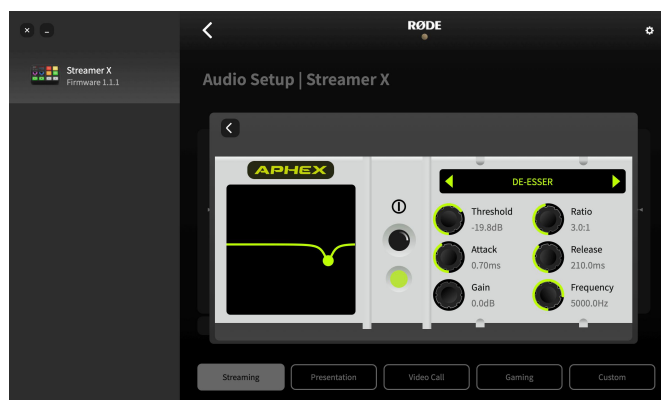 RØDE
Streamer X
Firmware 1.1.1
Audio Setup | Streamer X
APHEX
DE-ESSER
Threshold
-19.8dB
Ratio
3.0:1
Attack
0.70ms
Release
210.0ms
Gain
0.0dB
Frequency
5000.0Hz
Streaming
Presentation
Video Call
Gaming
Custom